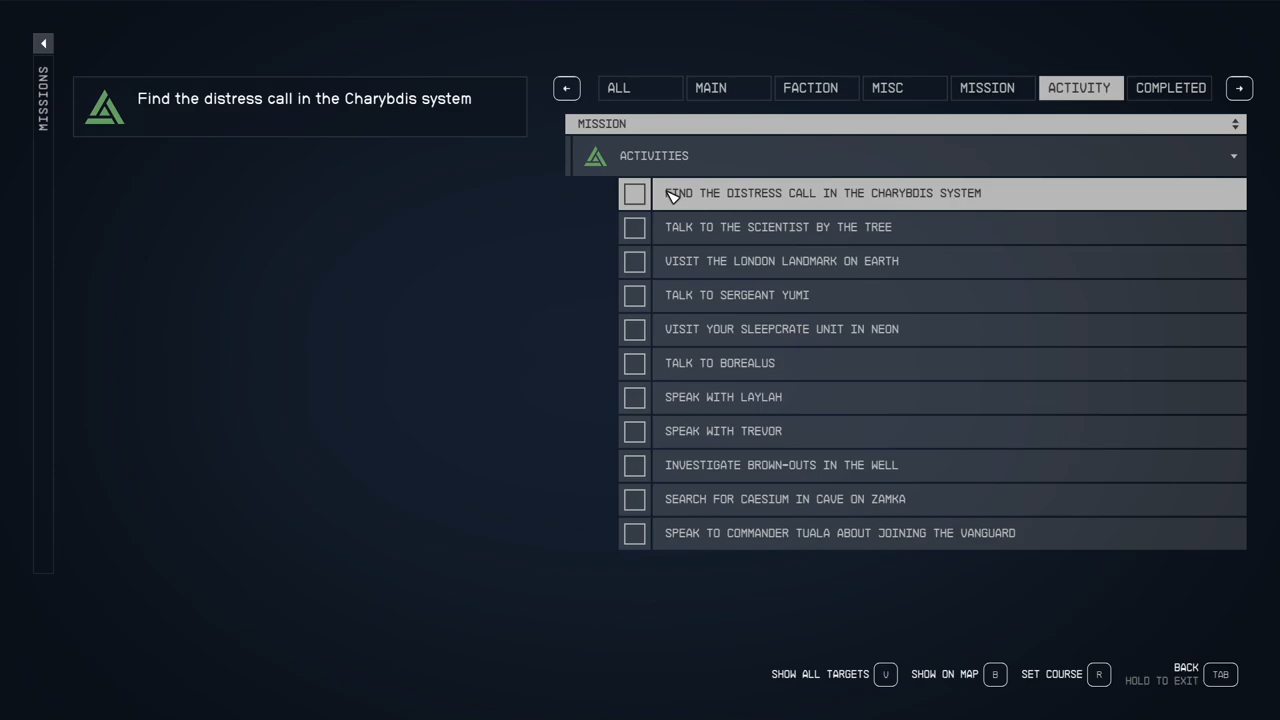 MISSIONS
Find the distress call in the Charybdis system
ALL
MAIN
FACTION
MISC
MISSION
ACTIVITY
COMPLETED
MISSION
ACTIVITIES
FIND THE DISTRESS CALL IN THE CHARYBDIS SYSTEM
TALK TO THE SCIENTIST BY THE TREE
VISIT THE LONDON LANDMARK ON EARTH
TALK TO SERGEANT YUMI
VISIT YOUR SLEEPCRATE UNIT IN NEON
TALK TO BOREALUS
SPEAK WITH LAYLAH
SPEAK WITH TREVOR
INVESTIGATE BROWN-OUTS IN THE WELL
SEARCH FOR CAESIUM IN CAVE ON ZAMKA
SPEAK TO COMMANDER TUALA ABOUT JOINING THE VANGUARD
SHOW ALL TARGETS V
SHOW ON MAP B
SET COURSE R
BACK
HOLD TO EXIT
TAB